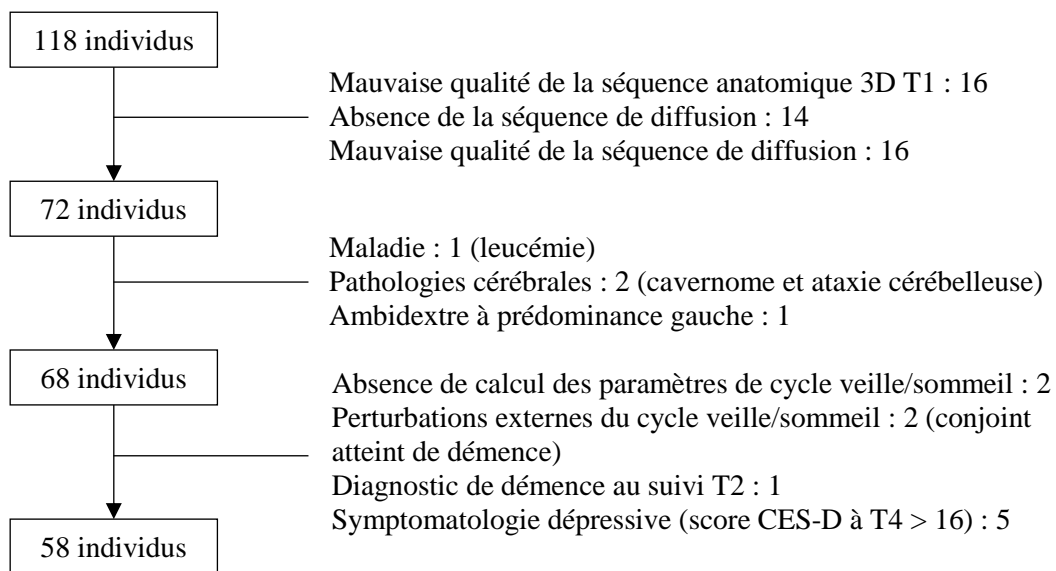 118 individus
Mauvaise qualité de la séquence anatomique 3D T1 : 16
Absence de la séquence de diffusion : 14
Mauvaise qualité de la séquence de diffusion : 16
72 individus
Maladie : 1 (leucémie)
Pathologies cérébrales : 2 (cavernome et ataxie cérébelleuse)
Ambidextre à prédominance gauche : 1
68 individus
Absence de calcul des paramètres de cycle veille/sommeil : 2
Perturbations externes du cycle veille/sommeil : 2 (conjoint
atteint de démence)
Diagnostic de démence au suivi T2 : 1
Symptomatologie dépressive (score CES-D à T4 > 16) : 5
58 individus